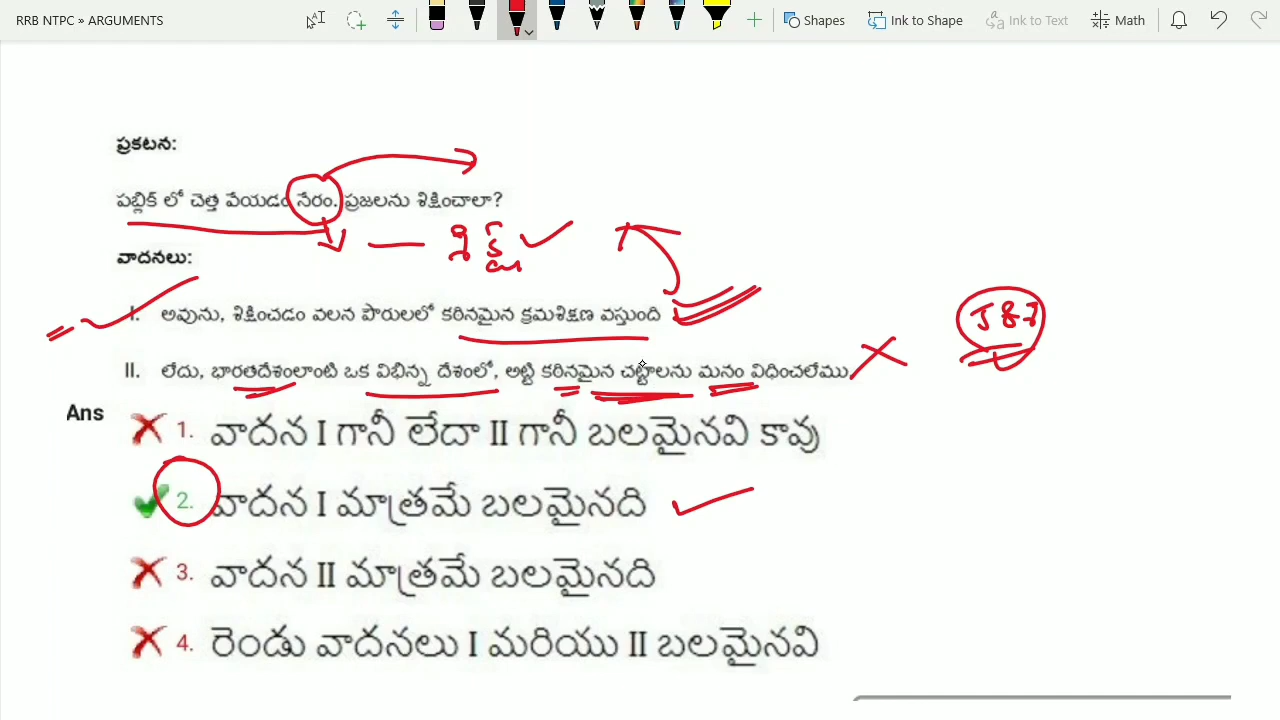 RRB NTPC » ARGUMENTS
Shapes Ink to Shape Ink to Text Math
ప్రకటన:
పబ్లిక్ లో చెత్త వేయడం నేరం. ప్రజలను శిక్షించాలా?
వాదనలు:
I. అవును, శిక్షించడం వలన పౌరులలో కఠినమైన క్రమశిక్షణ వస్తుంది
II. లేదు, భారతదేశంలాంటి ఒక విభిన్న దేశంలో, అట్టి కఠినమైన చట్టాలను మనం విధించలేము
Ans
1. వాదన I గానీ లేదా II గానీ బలమైనవి కావు
2. వాదన I మాత్రమే బలమైనది
3. వాదన II మాత్రమే బలమైనది
4. రెండు వాదనలు I మరియు II బలమైనవి